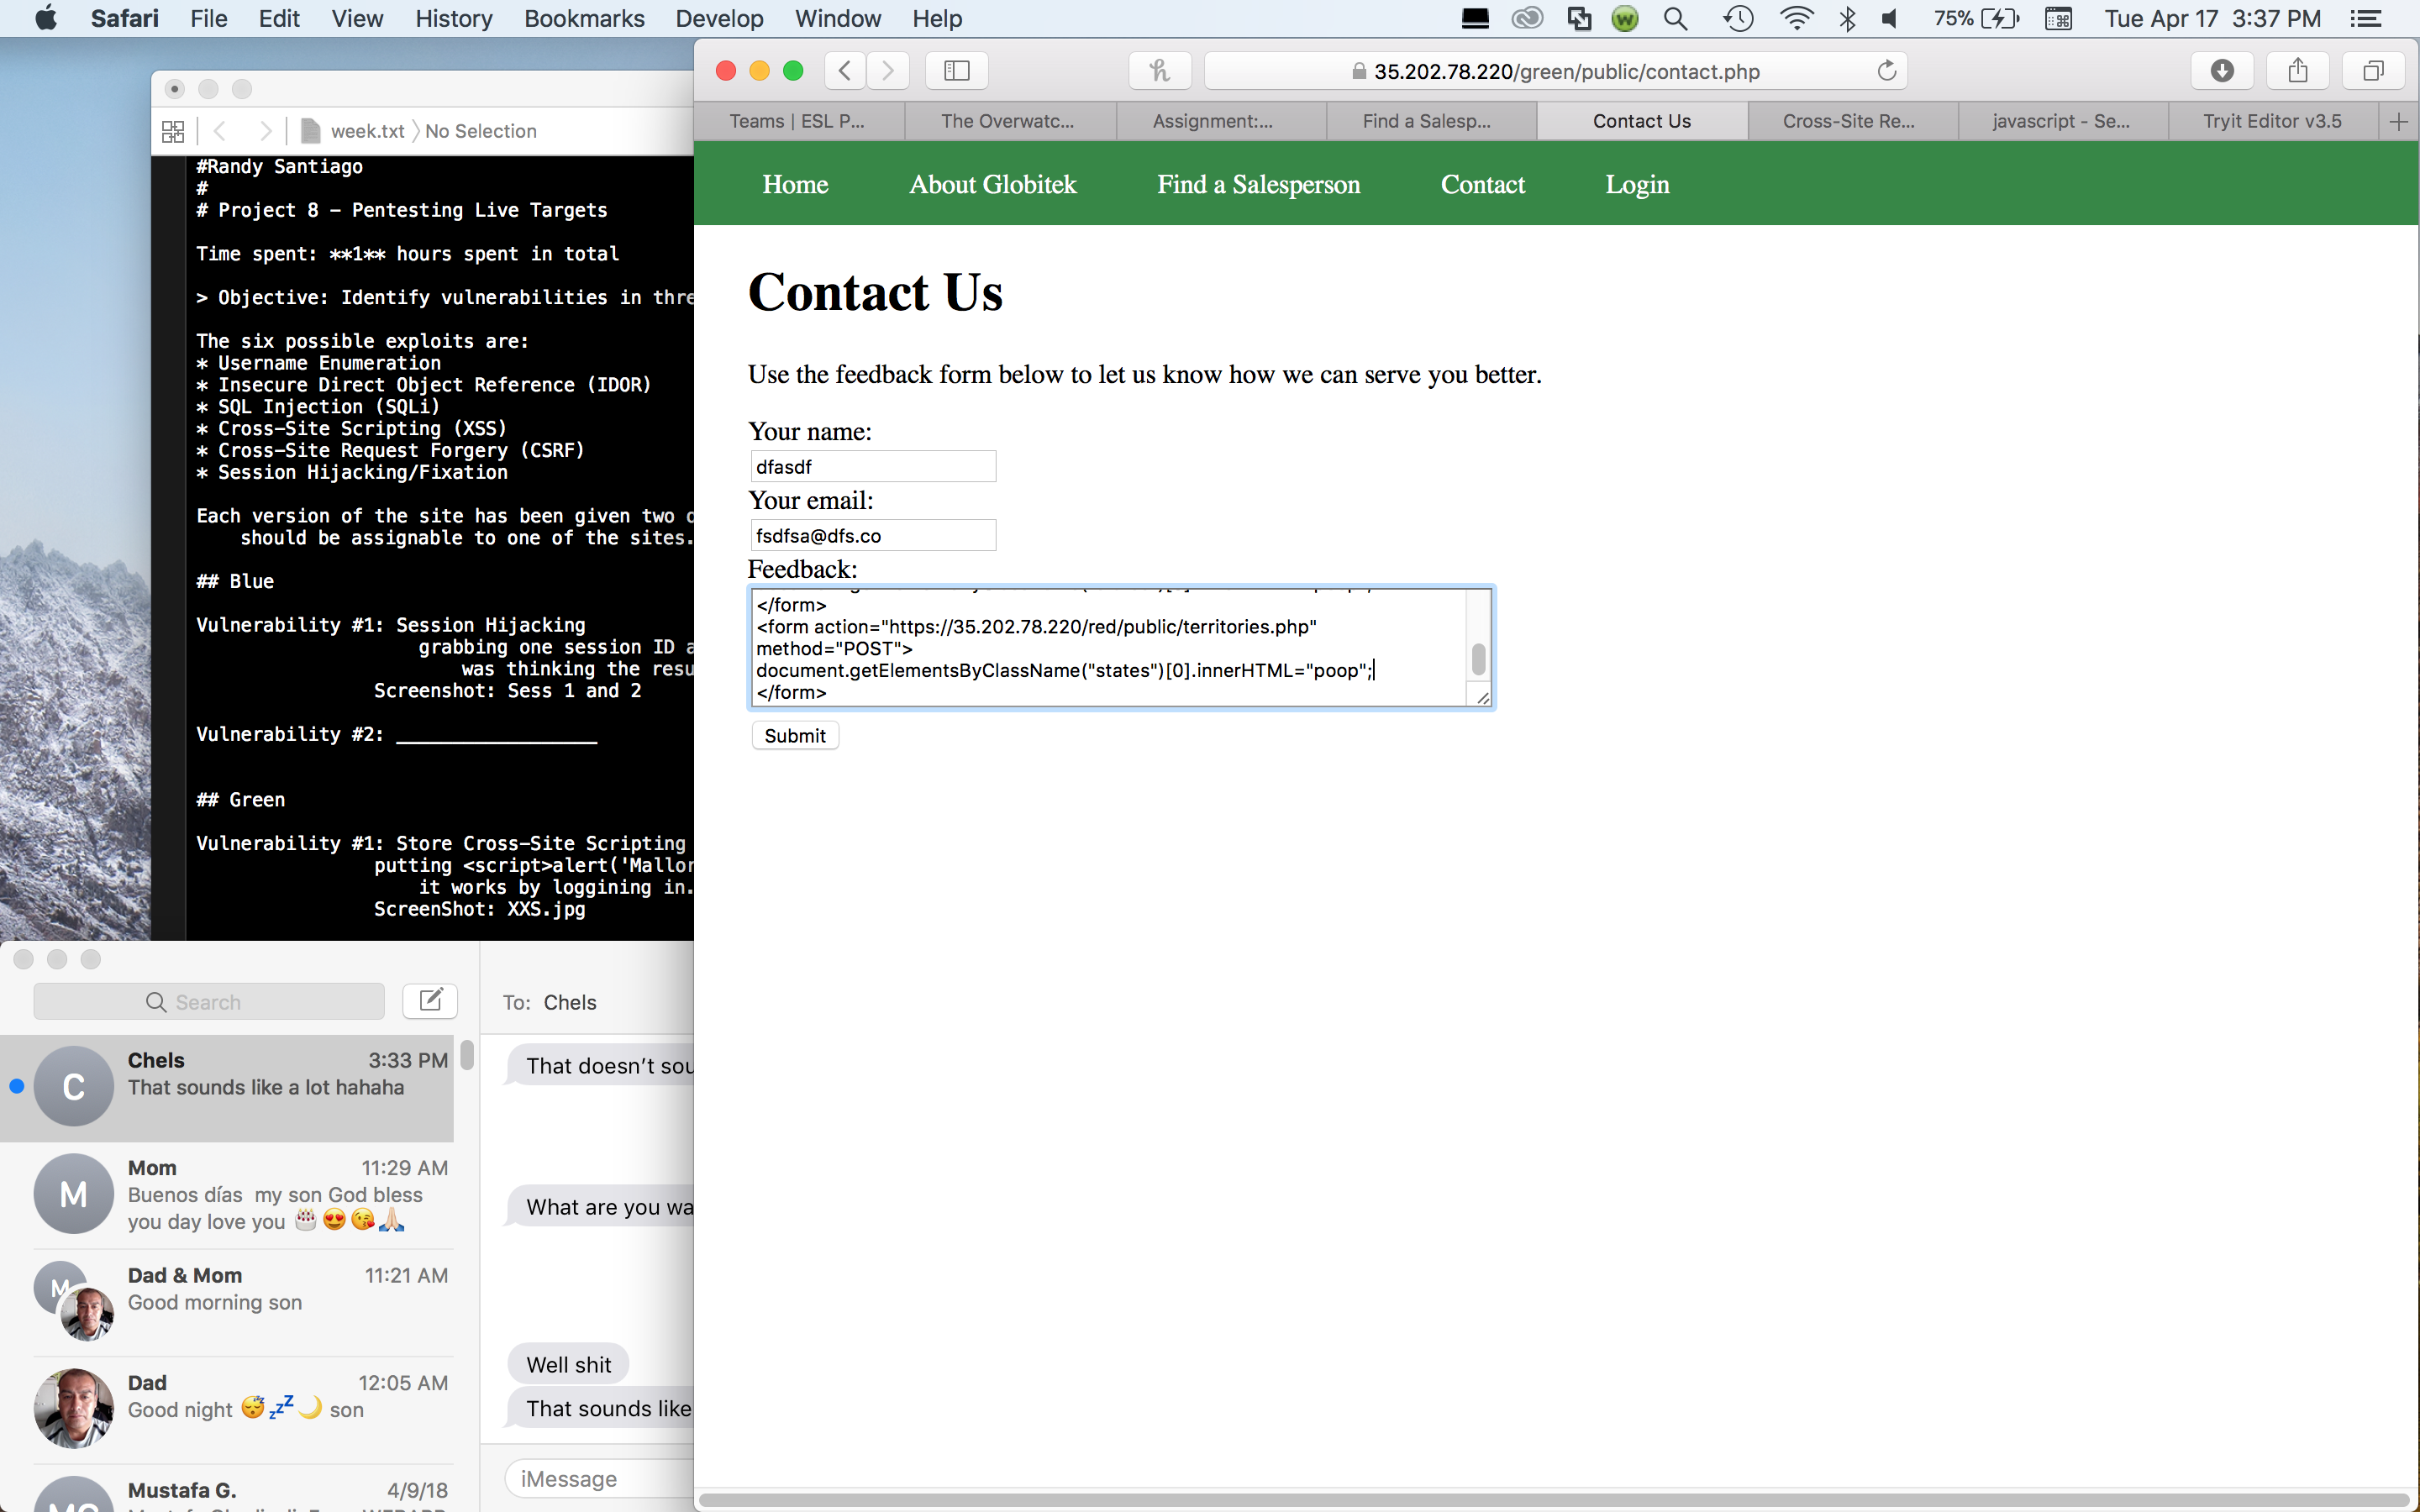 Safari File Edit View History Bookmarks Develop Window Help 75% Tue Apr 17 3:37 PM
week.txt No Selection
#Randy Santiago
#
# Project 8 - Pentesting Live Targets
Time spent: **1** hours spent in total
> Objective: Identify vulnerabilities in thre
The six possible exploits are:
* Username Enumeration
* Insecure Direct Object Reference (IDOR)
* SQL Injection (SQLi)
* Cross-Site Scripting (XSS)
* Cross-Site Request Forgery (CSRF)
* Session Hijacking/Fixation
Each version of the site has been given two
should be assignable to one of the sites.
## Blue
Vulnerability #1: Session Hijacking
grabbing one session ID a
was thinking the resu
Screenshot: Sess 1 and 2
Vulnerability #2: __________________
## Green
Vulnerability #1: Store Cross-Site Scripting
putting <script>alert('Mallor
it works by loggining in.
ScreenShot: XXS.jpg
35.202.78.220/green/public/contact.php
Teams | ESL P... The Overwatc... Assignment:... Find a Salesp... Contact Us Cross-Site Re... javascript - Se... Tryit Editor v3.5
Home About Globitek Find a Salesperson Contact Login
Contact Us
Use the feedback form below to let us know how we can serve you better.
Your name:
dfasdf
Your email:
fsdfsa@dfs.co
Feedback:
</form>
<form action="https://35.202.78.220/red/public/territories.php"
method="POST">
document.getElementsByClassName("states")[0].innerHTML="poop";
</form>
Submit
Search
C
Chels 3:33 PM
That sounds like a lot hahaha
M
Mom 11:29 AM
Buenos días my son God bless
you day love you 🎂😍😘🙏🏻
M
Dad & Mom 11:21 AM
Good morning son
Dad 12:05 AM
Good night 😴💤🌙 son
Mustafa G. 4/9/18
To: Chels
That doesn't sou
What are you wa
Well shit
That sounds like
iMessage